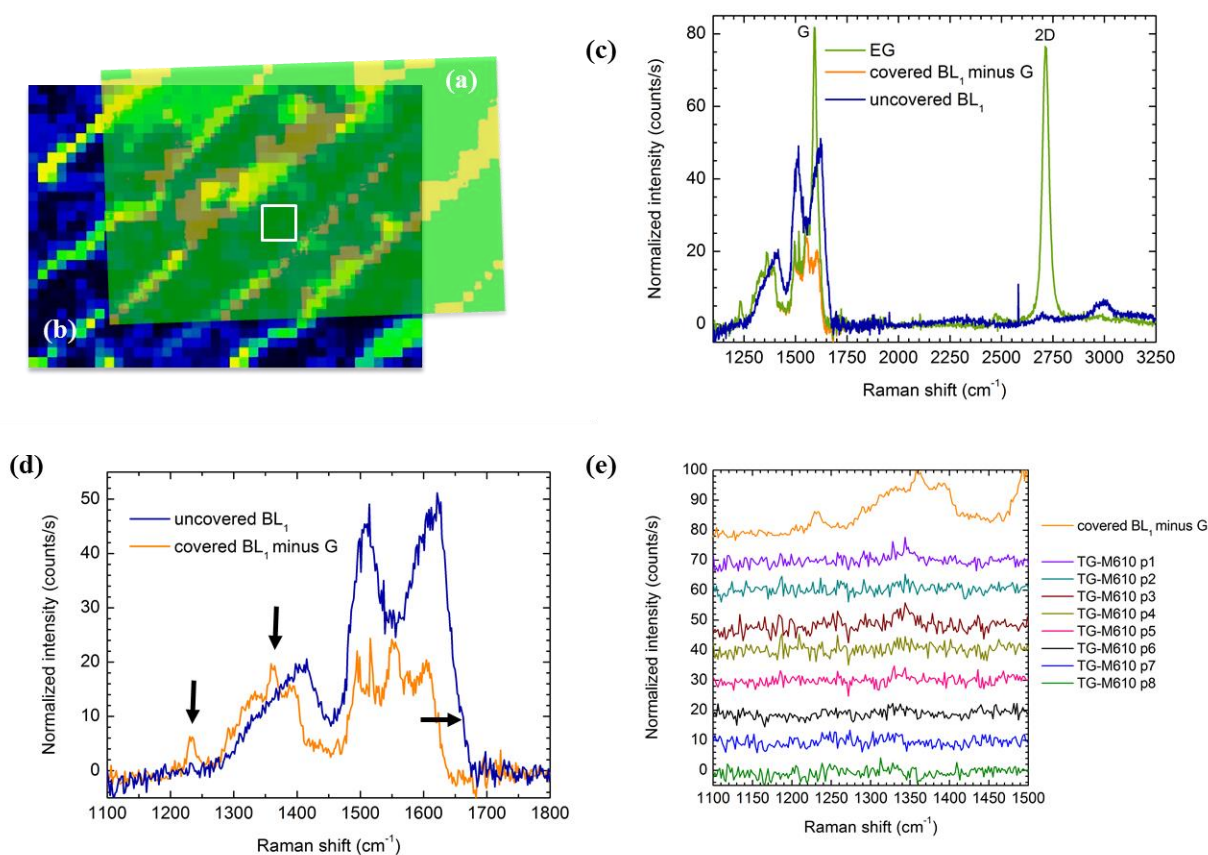 (a)
(b)
(c)
Normalized intensity (counts/s)
80
60
40
20
0
G
2D
EG
covered BL₁ minus G
uncovered BL₁
1250 1500 1750 2000 2250 2500 2750 3000 3250
Raman shift (cm⁻¹)
(d)
Normalized intensity (counts/s)
50
40
30
20
10
0
uncovered BL₁
covered BL₁ minus G
1100 1200 1300 1400 1500 1600 1700 1800
Raman shift (cm⁻¹)
(e)
Normalized intensity (counts/s)
100
90
80
70
60
50
40
30
20
10
0
1100 1150 1200 1250 1300 1350 1400 1450 1500
Raman shift (cm⁻¹)
covered BL₁ minus G
TG-M610 p1
TG-M610 p2
TG-M610 p3
TG-M610 p4
TG-M610 p5
TG-M610 p6
TG-M610 p7
TG-M610 p8